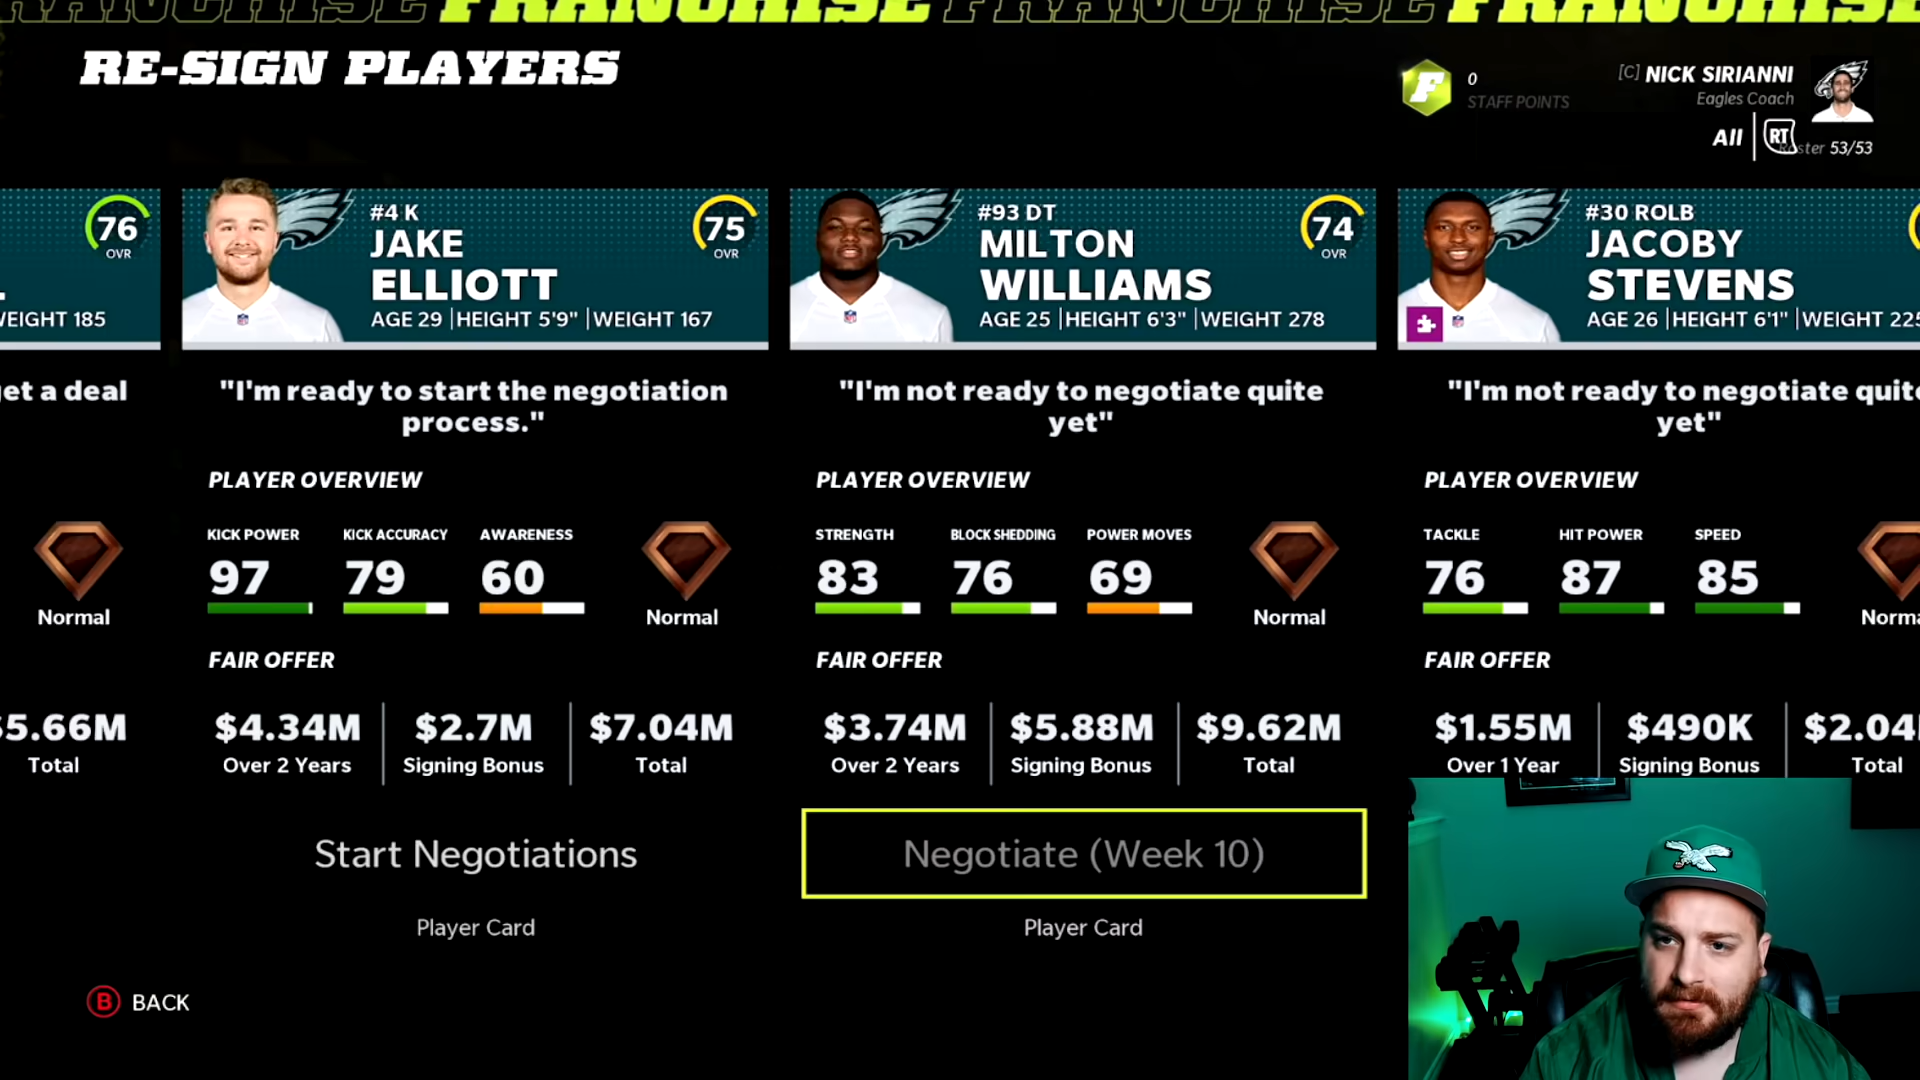 FRANCHISE FRANCHISE FRANCHISE
RE-SIGN PLAYERS
0
STAFF POINTS
[C] NICK SIRIANNI
Eagles Coach
All
RT
53/53
76
OVR
WEIGHT 185
#4 K
JAKE
ELLIOTT
AGE 29 | HEIGHT 5'9" | WEIGHT 167
75
OVR
#93 DT
MILTON
WILLIAMS
AGE 25 | HEIGHT 6'3" | WEIGHT 278
74
OVR
#30 ROLB
JACOBY
STEVENS
AGE 26 | HEIGHT 6'1" | WEIGHT 225
get a deal
"I'm ready to start the negotiation
process."
"I'm not ready to negotiate quite
yet"
"I'm not ready to negotiate quite
yet"
PLAYER OVERVIEW
PLAYER OVERVIEW
PLAYER OVERVIEW
Normal
KICK POWER KICK ACCURACY AWARENESS
97 79 60
Normal
STRENGTH BLOCK SHEDDING POWER MOVES
83 76 69
Normal
TACKLE HIT POWER SPEED
76 87 85
FAIR OFFER
FAIR OFFER
FAIR OFFER
$5.66M
Total
$4.34M $2.7M $7.04M
Over 2 Years Signing Bonus Total
$3.74M $5.88M $9.62M
Over 2 Years Signing Bonus Total
$1.55M $490K $2.04
Over 1 Year Signing Bonus Total
Start Negotiations
Negotiate (Week 10)
Player Card
Player Card
B BACK